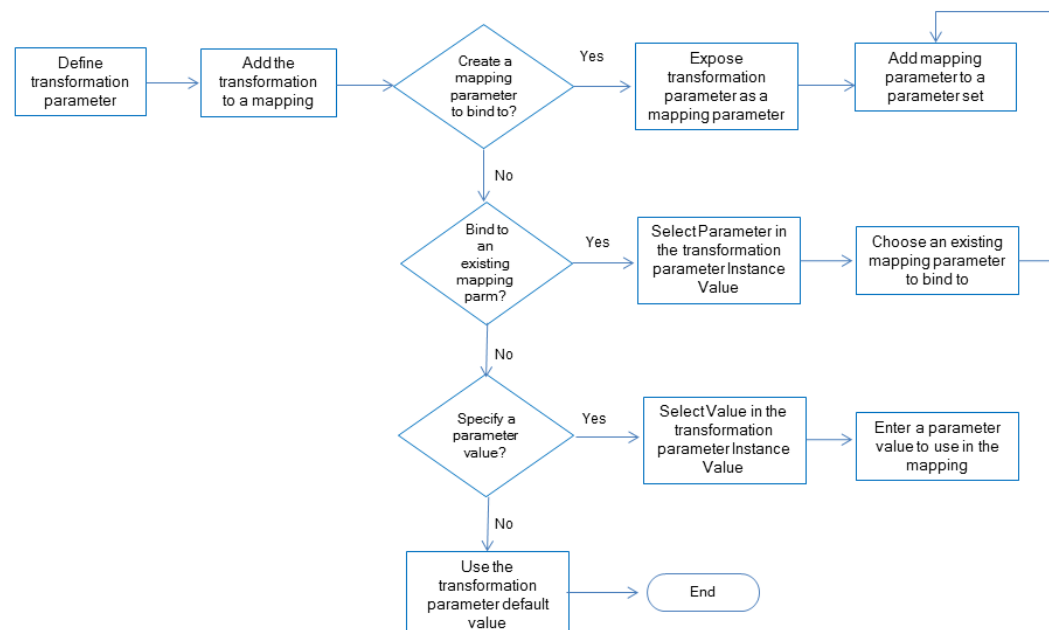 Define
transformation
parameter
Add the
transformation
to a mapping
Create a
mapping
parameter
to bind to?
Yes
Expose
transformation
parameter as a
mapping parameter
Add mapping
parameter to a
parameter set
No
Bind to
an
existing
mapping
parm?
Yes
Select Parameter in
the transformation
parameter Instance
Value
Choose an existing
mapping parameter
to bind to
No
Specify a
parameter
value?
Yes
Select Value in the
transformation
parameter Instance
Value
Enter a parameter
value to use in the
mapping
No
Use the
transformation
parameter default
value
End